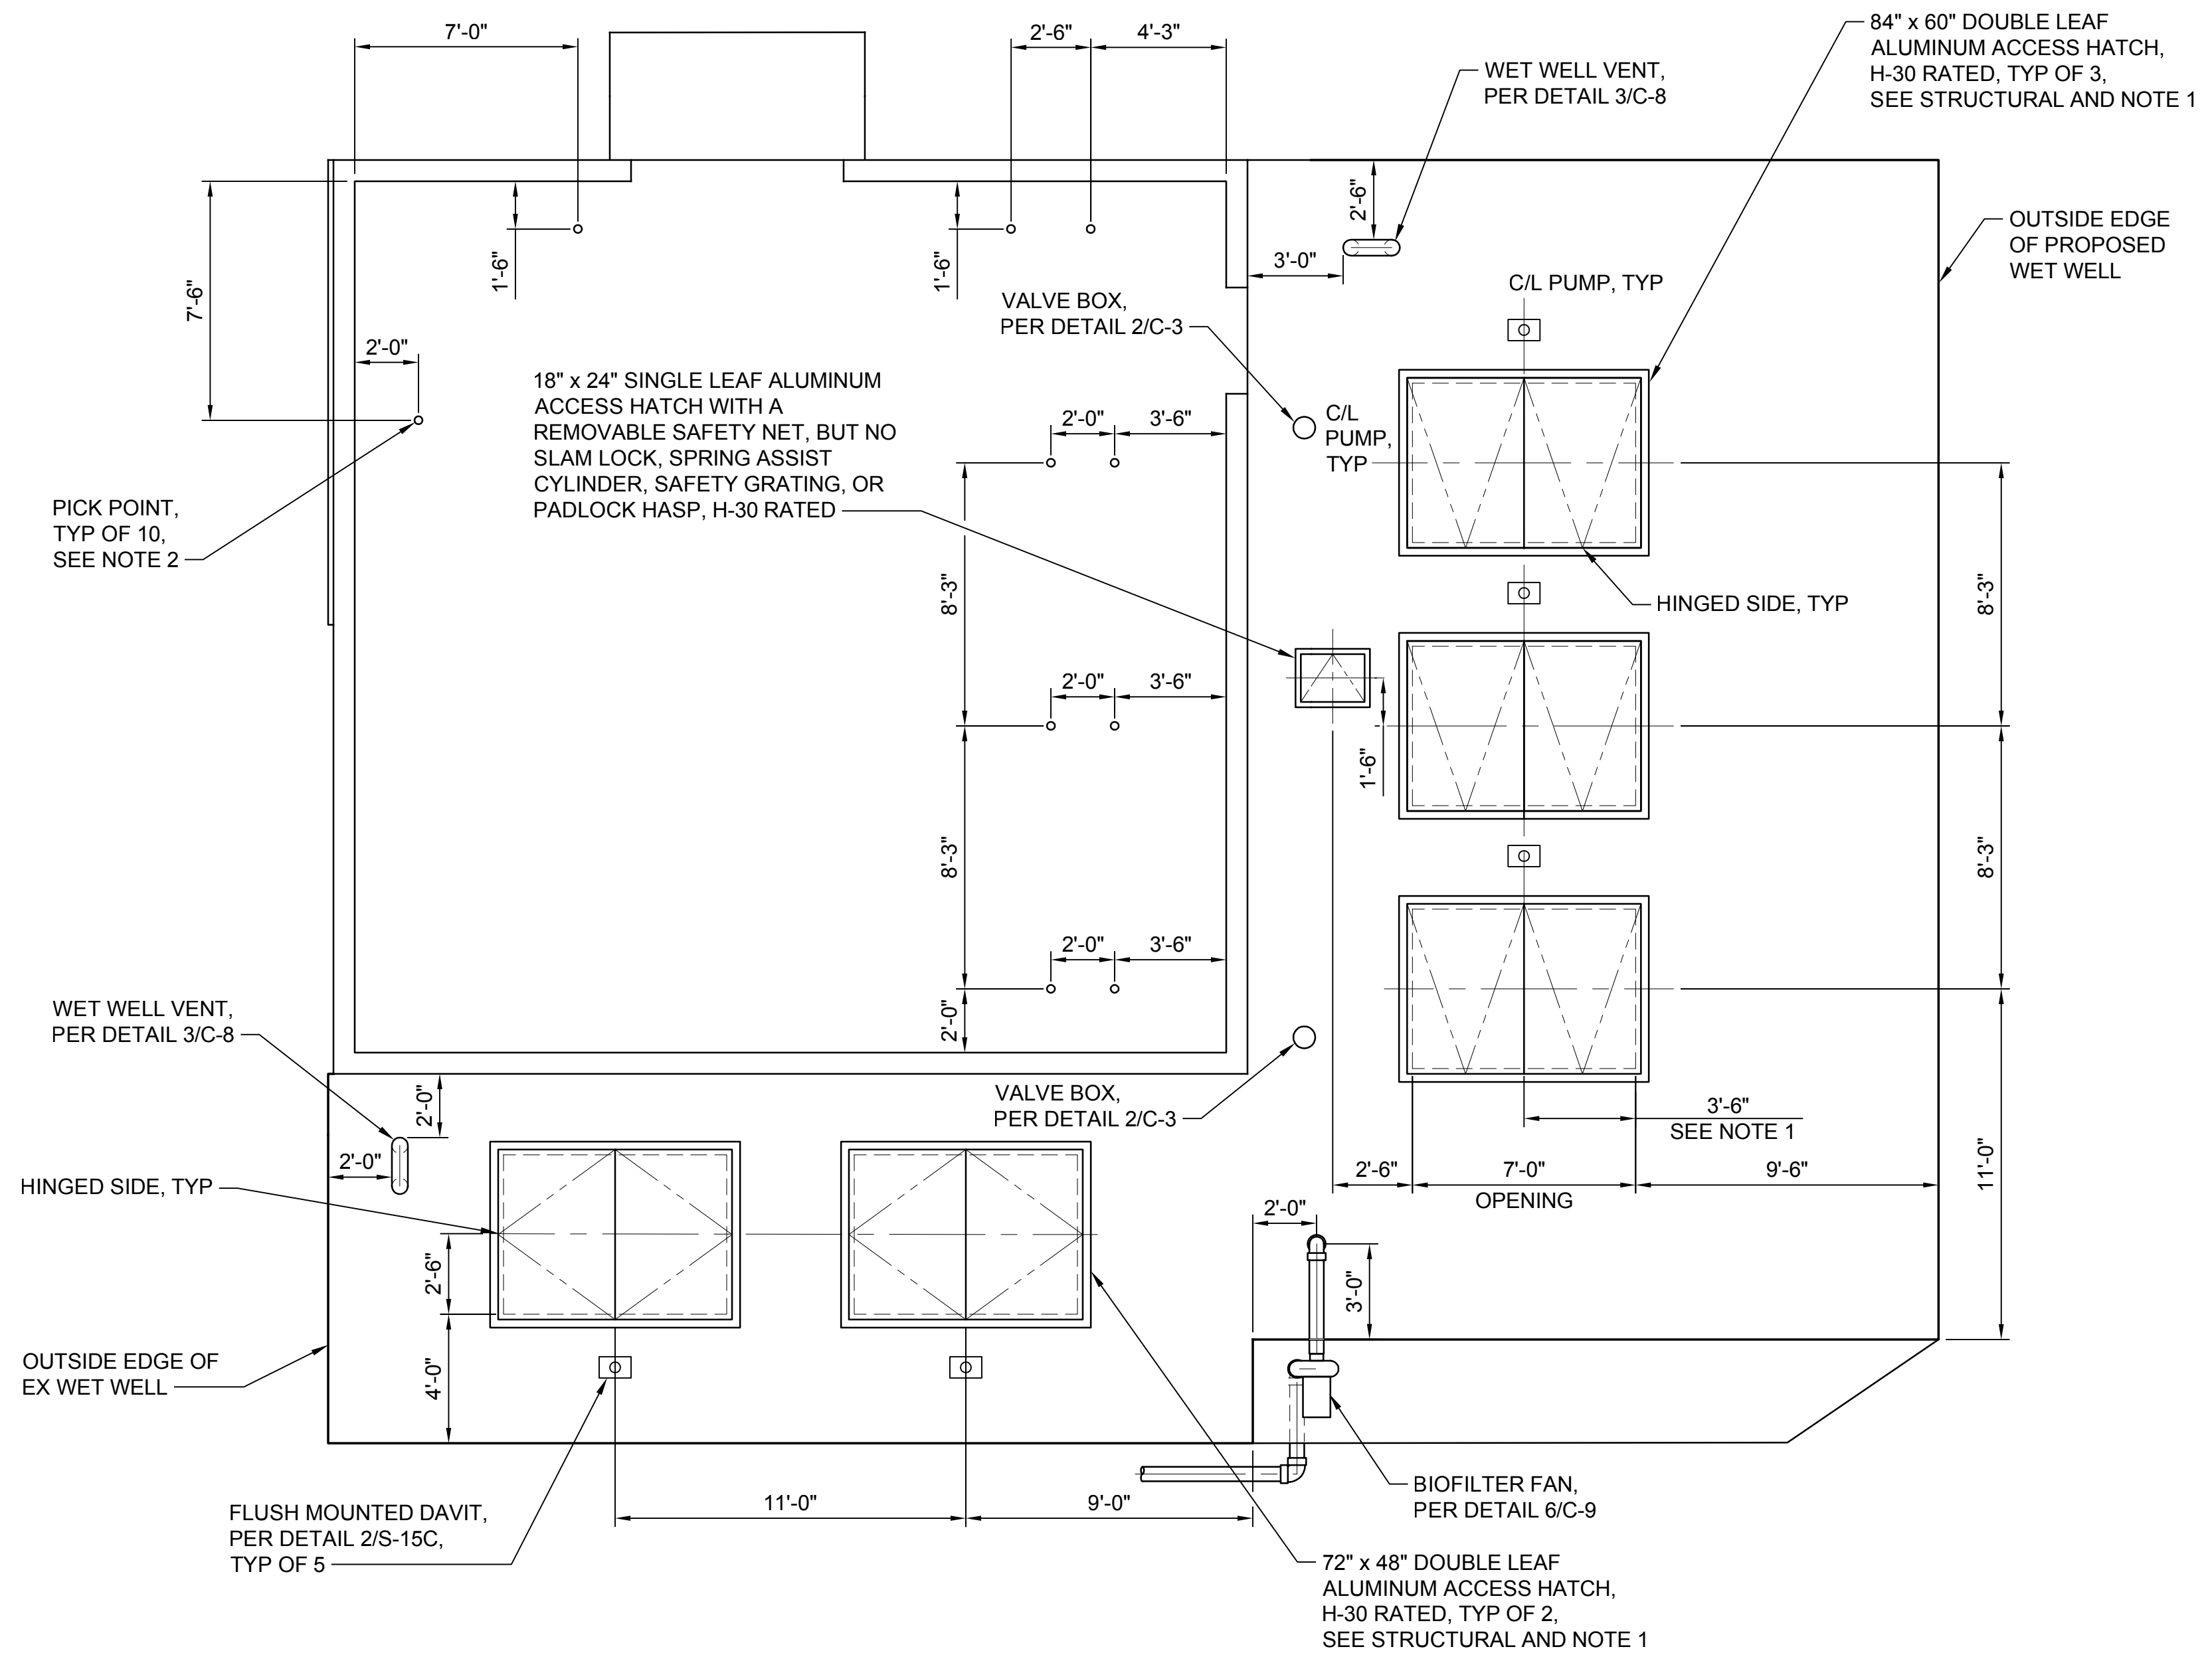 7'-0"
2'-6"
4'-3"
84" x 60" DOUBLE LEAF
ALUMINUM ACCESS HATCH,
H-30 RATED, TYP OF 3,
SEE STRUCTURAL AND NOTE 1
WET WELL VENT,
PER DETAIL 3/C-8
2'-6"
OUTSIDE EDGE
OF PROPOSED
WET WELL
7'-6"
1'-6"
1'-6"
3'-0"
C/L PUMP, TYP
VALVE BOX,
PER DETAIL 2/C-3
2'-0"
18" x 24" SINGLE LEAF ALUMINUM
ACCESS HATCH WITH A
REMOVABLE SAFETY NET, BUT NO
SLAM LOCK, SPRING ASSIST
CYLINDER, SAFETY GRATING, OR
PADLOCK HASP, H-30 RATED
2'-0"
3'-6"
C/L
PUMP,
TYP
PICK POINT,
TYP OF 10,
SEE NOTE 2
8'-3"
8'-3"
HINGED SIDE, TYP
2'-0"
3'-6"
1'-6"
8'-3"
8'-3"
2'-0"
3'-6"
2'-0"
WET WELL VENT,
PER DETAIL 3/C-8
2'-0"
VALVE BOX,
PER DETAIL 2/C-3
3'-6"
SEE NOTE 1
2'-0"
2'-6"
7'-0"
OPENING
9'-6"
11'-0"
HINGED SIDE, TYP
2'-0"
2'-6"
3'-0"
OUTSIDE EDGE OF
EX WET WELL
4'-0"
11'-0"
9'-0"
BIOFILTER FAN,
PER DETAIL 6/C-9
FLUSH MOUNTED DAVIT,
PER DETAIL 2/S-15C,
TYP OF 5
72" x 48" DOUBLE LEAF
ALUMINUM ACCESS HATCH,
H-30 RATED, TYP OF 2,
SEE STRUCTURAL AND NOTE 1